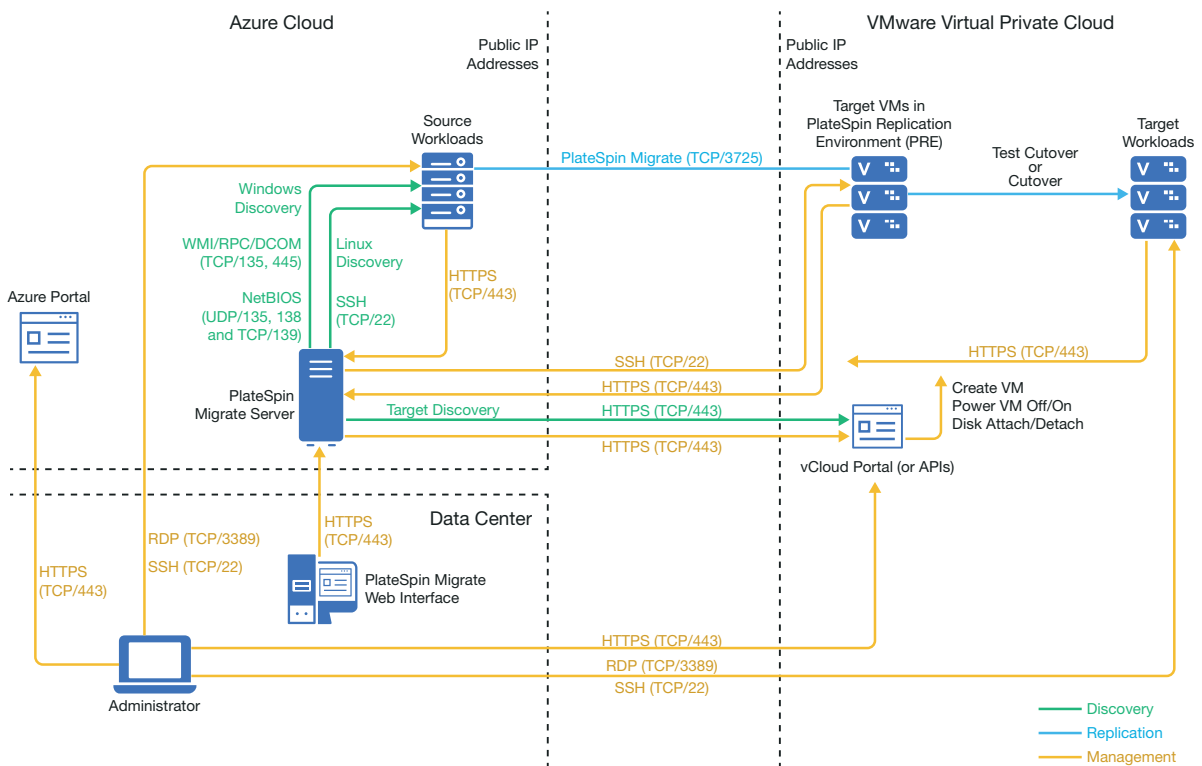 Azure Cloud
VMware Virtual Private Cloud
Public IP
Addresses
Public IP
Addresses
Source
Workloads
Target VMs in
PlateSpin Replication
Environment (PRE)
Target
Workloads
PlateSpin Migrate (TCP/3725)
Test Cutover
or
Cutover
Windows
Discovery
WMI/RPC/DCOM
(TCP/135, 445)
Linux
Discovery
HTTPS
(TCP/443)
Azure Portal
NetBIOS
(UDP/135, 138
and TCP/139)
SSH
(TCP/22)
SSH (TCP/22)
HTTPS (TCP/443)
HTTPS (TCP/443)
PlateSpin
Migrate Server
Target Discovery
HTTPS (TCP/443)
HTTPS (TCP/443)
Create VM
Power VM Off/On
Disk Attach/Detach
vCloud Portal (or APIs)
Data Center
HTTPS
(TCP/443)
RDP (TCP/3389)
SSH (TCP/22)
HTTPS
(TCP/443)
PlateSpin Migrate
Web Interface
HTTPS (TCP/443)
RDP (TCP/3389)
SSH (TCP/22)
Administrator
Discovery
Replication
Management